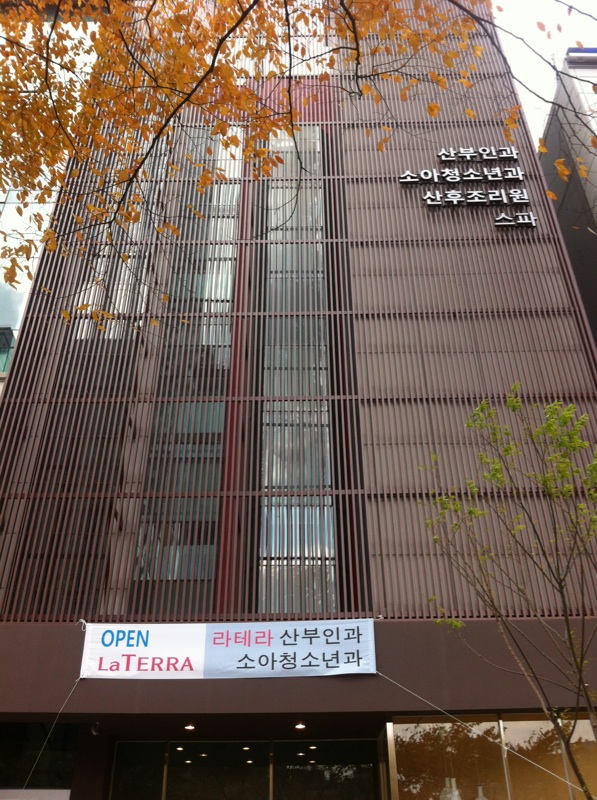 산부인과
소아청소년과
산후조리원
스파
OPEN 라테라 산부인과
LaTERRA 소아청소년과